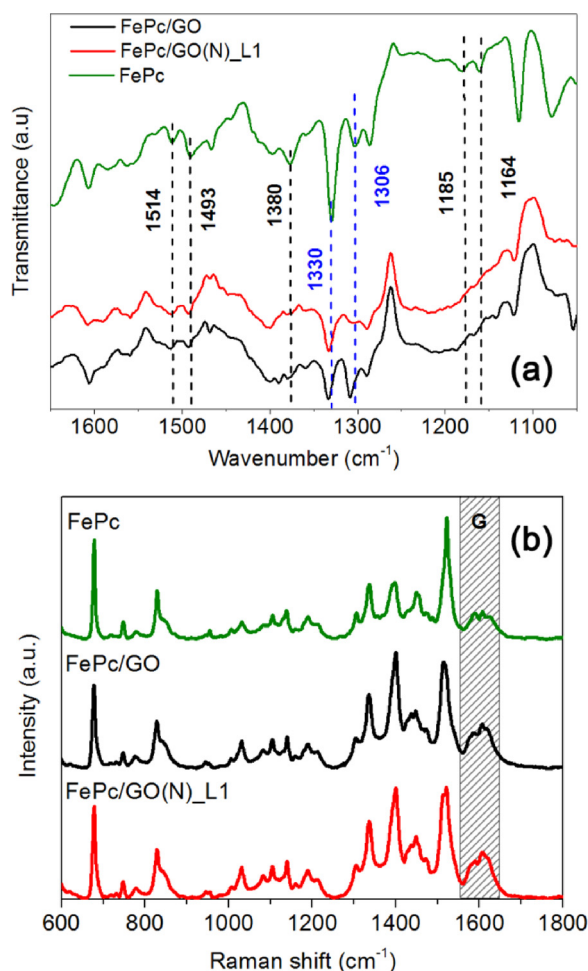 FePc/GO
FePc/GO(N)_L1
FePc
Transmittance (a.u)
1514
1493
1380
1330
1306
1185
1164
(a)
1600 1500 1400 1300 1200 1100
Wavenumber (cm-1)
FePc
G
(b)
FePc/GO
FePc/GO(N)_L1
Intensity (a.u.)
600 800 1000 1200 1400 1600 1800
Raman shift (cm-1)